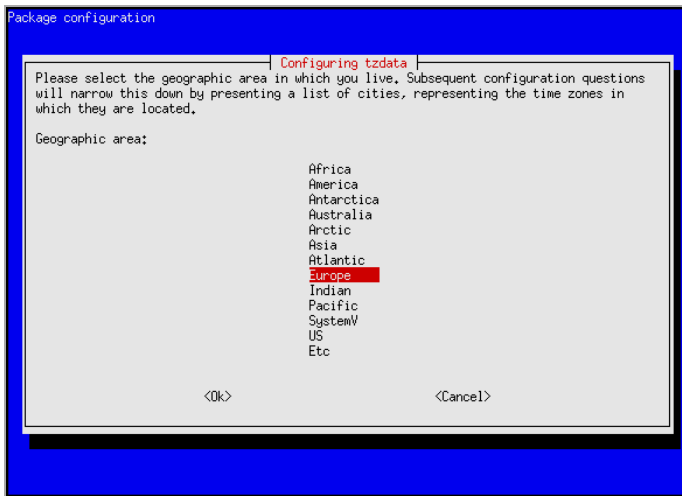 Package configuration
Configuring tzdata
Please select the geographic area in which you live. Subsequent configuration questions
will narrow this down by presenting a list of cities, representing the time zones in
which they are located.
Geographic area:
Africa
America
Antarctica
Australia
Arctic
Asia
Atlantic
Europe
Indian
Pacific
SystemV
US
Etc
<Ok> <Cancel>